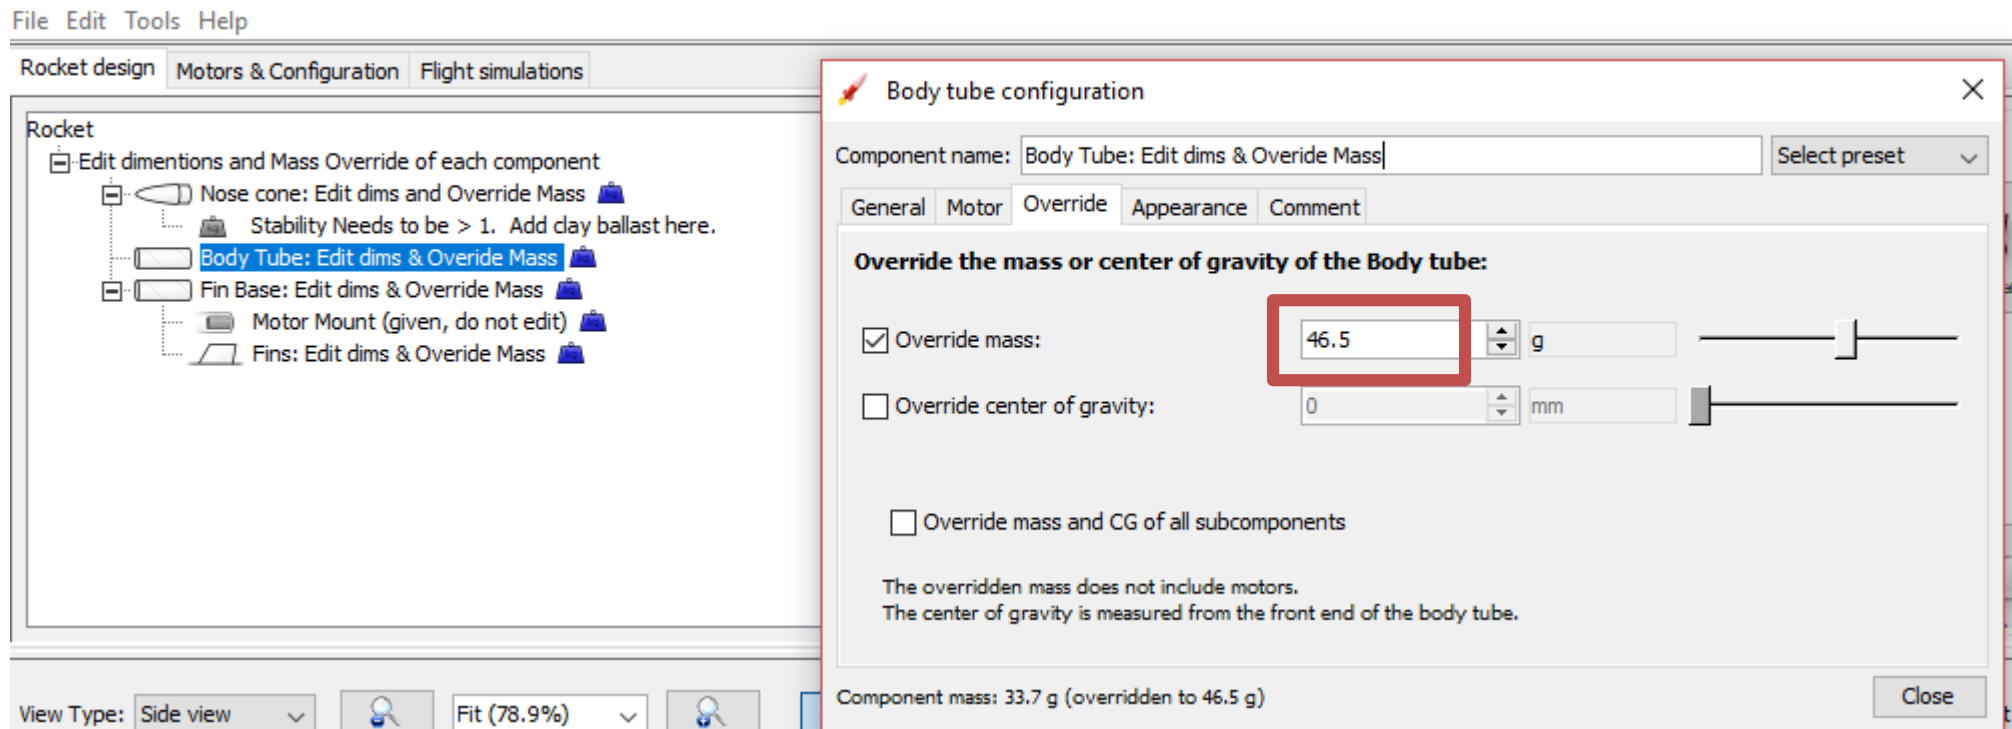 File Edit Tools Help
Rocket design Motors & Configuration Flight simulations
Rocket
Edit dimentions and Mass Override of each component
Nose cone: Edit dims and Override Mass
Stability Needs to be > 1. Add clay ballast here.
Body Tube: Edit dims & Overide Mass
Fin Base: Edit dims & Override Mass
Motor Mount (given, do not edit)
Fins: Edit dims & Overide Mass
View Type: Side view Fit (78.9%)
Body tube configuration
Component name: Body Tube: Edit dims & Overide Mass Select preset
General Motor Override Appearance Comment
Override the mass or center of gravity of the Body tube:
Override mass: 46.5 g
Override center of gravity: 0 mm
Override mass and CG of all subcomponents
The overridden mass does not include motors.
The center of gravity is measured from the front end of the body tube.
Component mass: 33.7 g (overridden to 46.5 g) Close